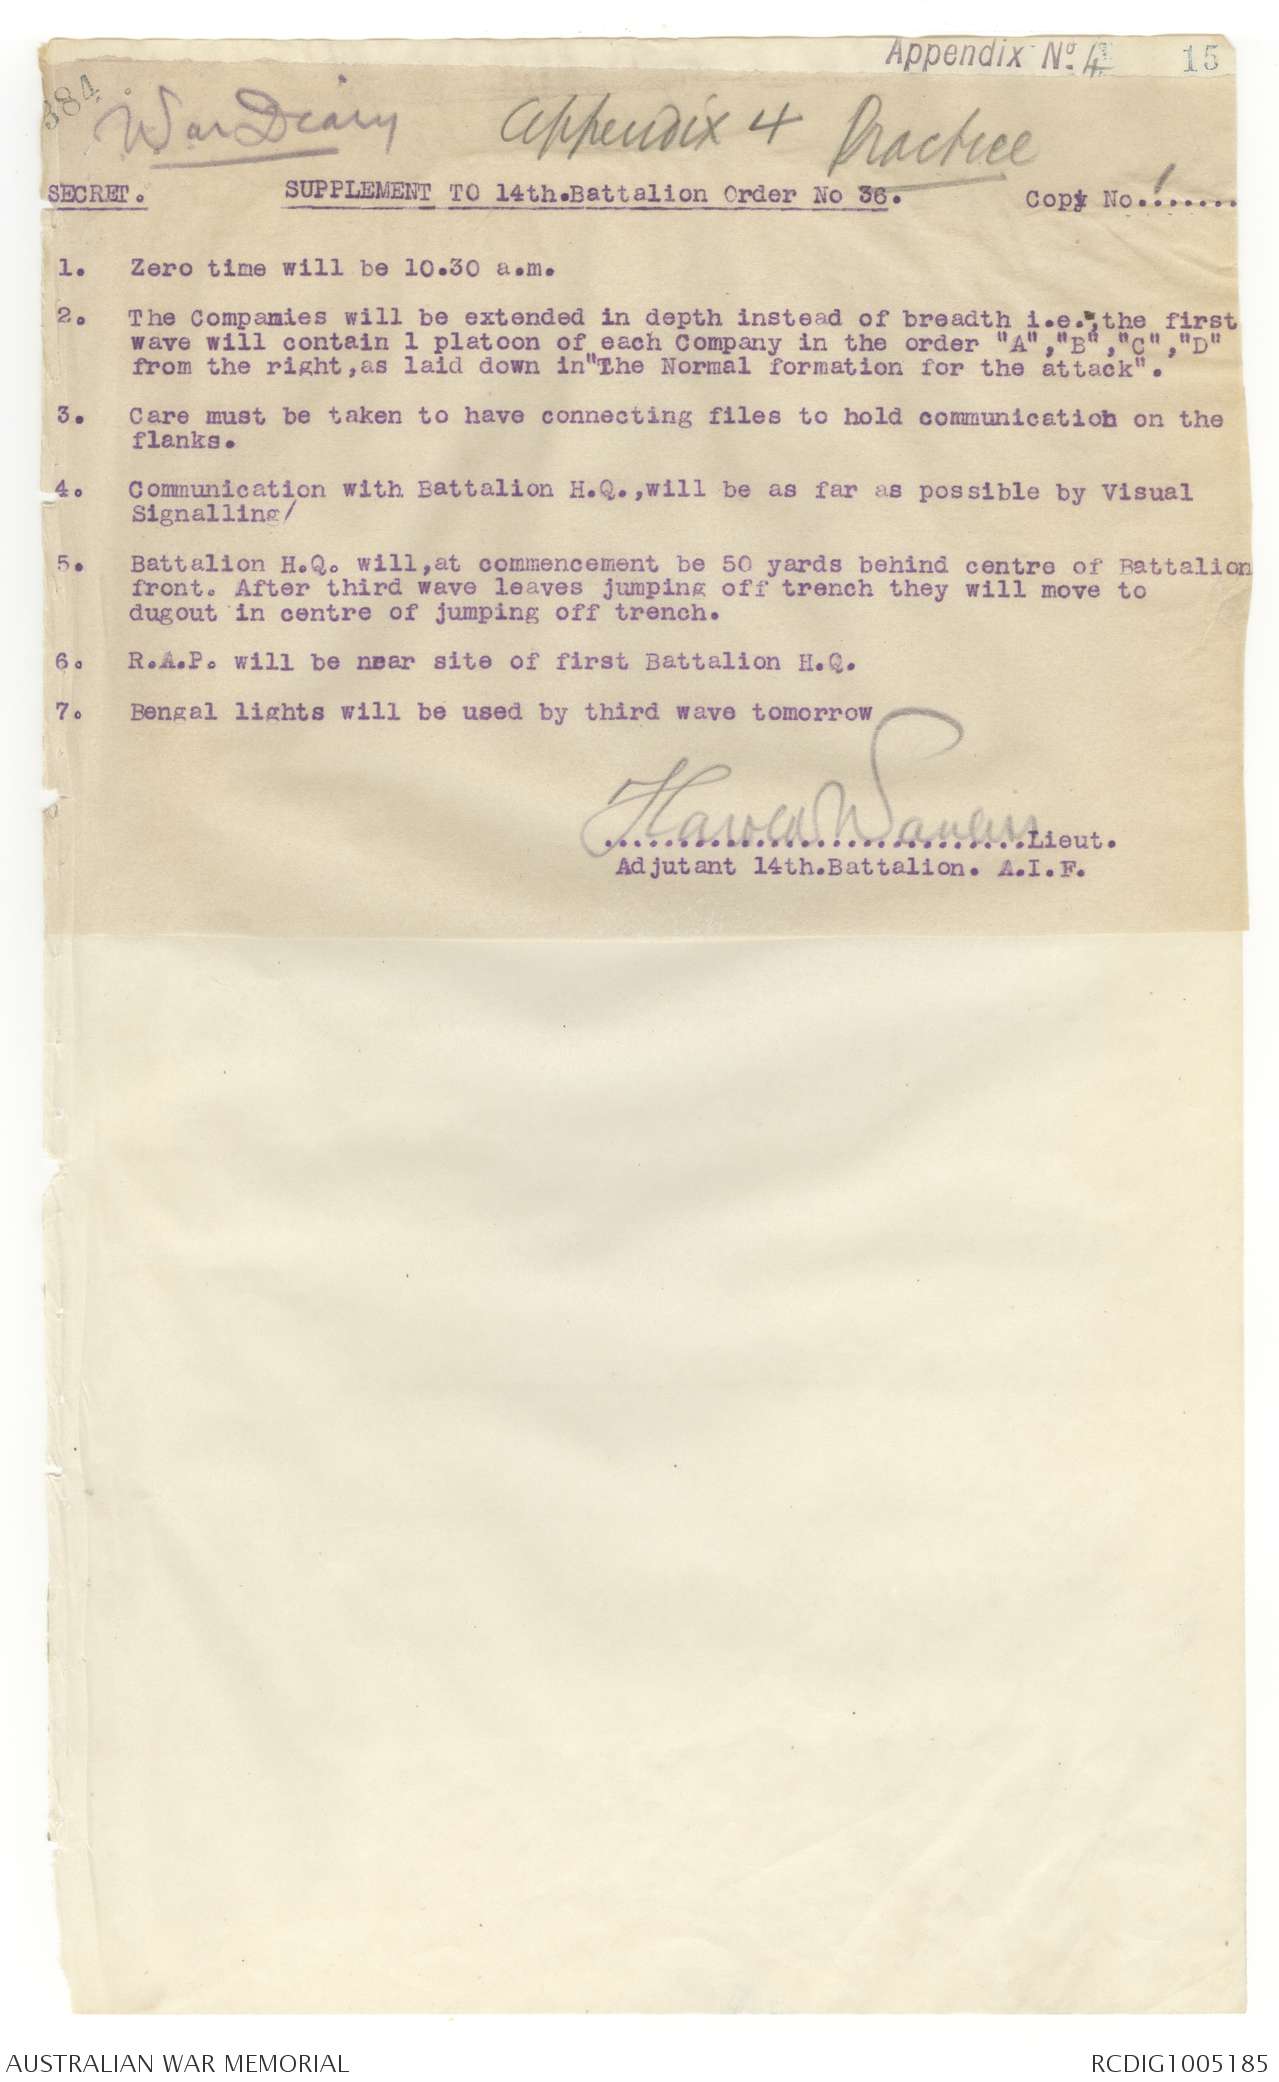 Appendix No. 4 15
384
War Diary Appendix 4 Practice
SECRET. SUPPLEMENT TO 14th.Battalion Order No 36. Copy No. 1.......
1. Zero time will be 10.30 a.m.
2. The Companies will be extended in depth instead of breadth i.e.,the first
wave will contain 1 platoon of each Company in the order "A","B","C","D"
from the right,as laid down in"The Normal formation for the attack".
3. Care must be taken to have connecting files to hold communication on the
flanks.
4. Communication with Battalion H.Q.,will be as far as possible by Visual
Signalling/
5. Battalion H.Q. will,at commencement be 50 yards behind centre of Battalion
front. After third wave leaves jumping off trench they will move to
dugout in centre of jumping off trench.
6. R.A.P. will be near site of first Battalion H.Q.
7. Bengal lights will be used by third wave tomorrow
Harold Wanliss
..............................Lieut.
Adjutant 14th.Battalion. A.I.F.
AUSTRALIAN WAR MEMORIAL RCDIG1005185